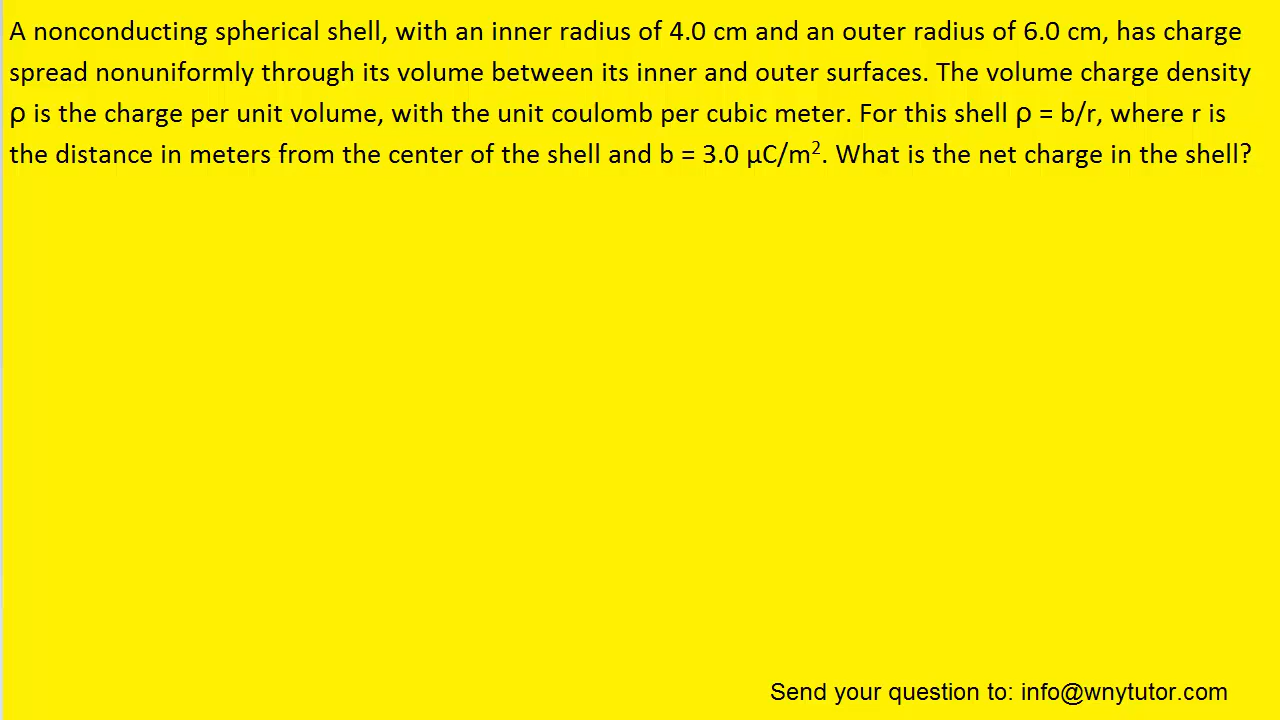 A nonconducting spherical shell, with an inner radius of 4.0 cm and an outer radius of 6.0 cm, has charge
spread nonuniformly through its volume between its inner and outer surfaces. The volume charge density
ρ is the charge per unit volume, with the unit coulomb per cubic meter. For this shell ρ = b/r, where r is
the distance in meters from the center of the shell and b = 3.0 μC/m². What is the net charge in the shell?
Send your question to: info@wnytutor.com